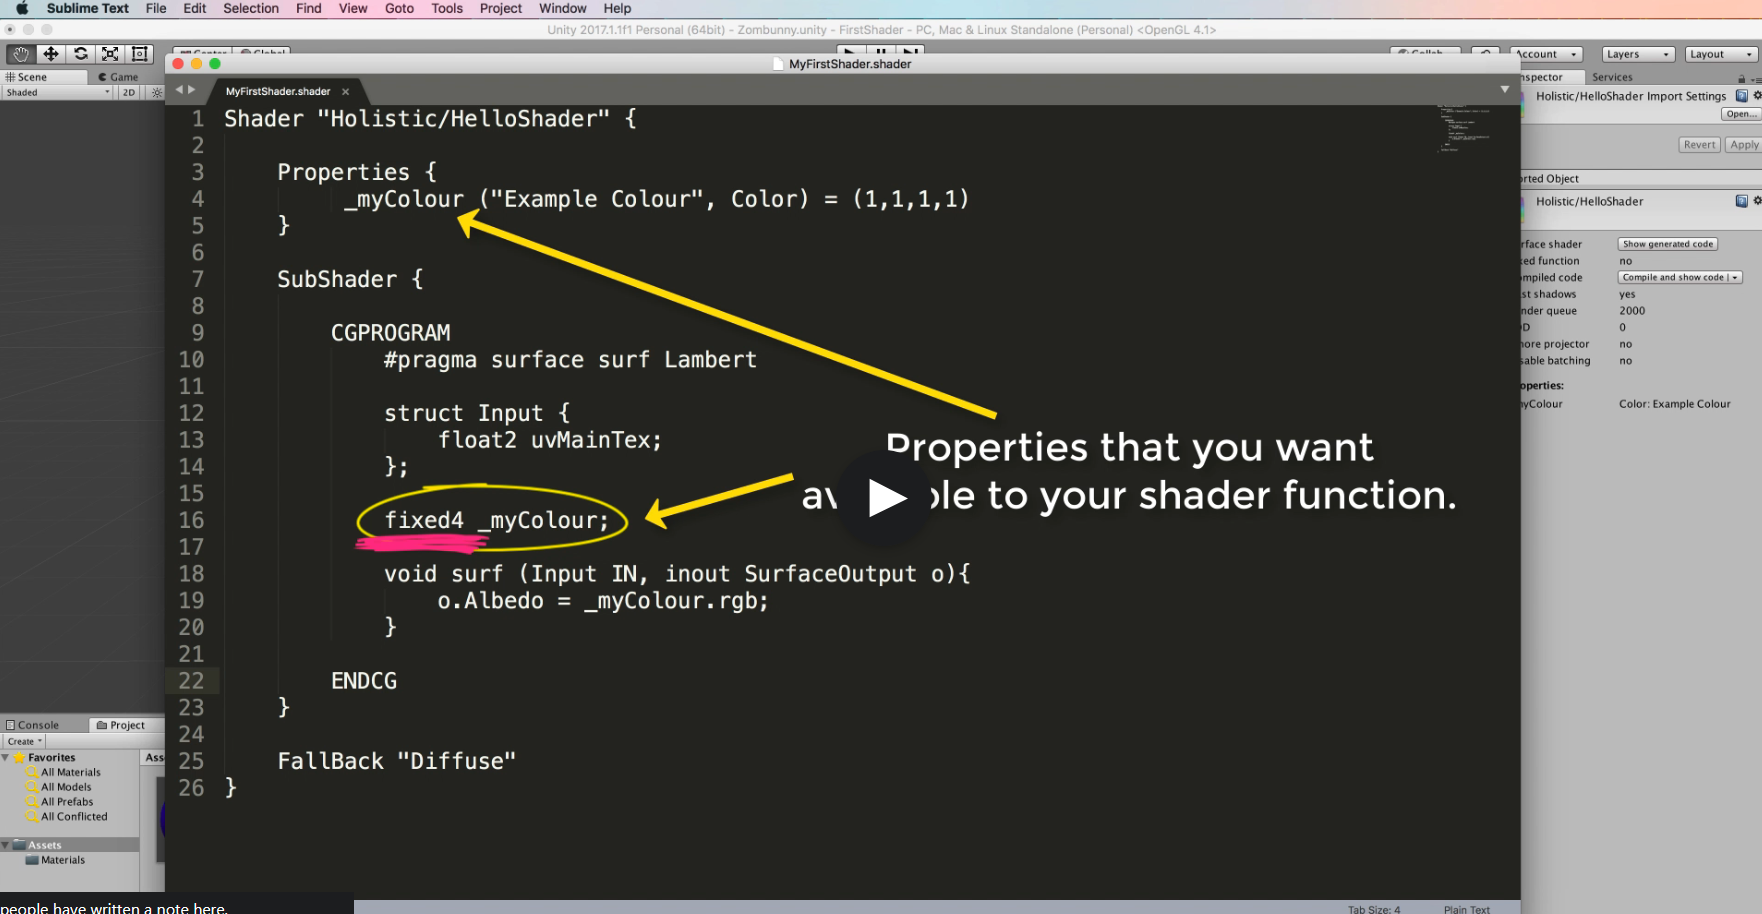 Sublime Text File Edit Selection Find View Goto Tools Project Window Help
Unity 2017.1.1f1 Personal (64bit) - Zombunny.unity - FirstShader - PC, Mac & Linux Standalone (Personal) <OpenGL 4.1>
Account Layers Layout
Scene Game
Shaded 2D
MyFirstShader.shader
MyFirstShader.shader
1 Shader "Holistic/HelloShader" {
2
3 Properties {
4 _myColour ("Example Colour", Color) = (1,1,1,1)
5 }
6
7 SubShader {
8
9 CGPROGRAM
10 #pragma surface surf Lambert
11
12 struct Input {
13 float2 uvMainTex;
14 };
15
16 fixed4 _myColour;
17
18 void surf (Input IN, inout SurfaceOutput o){
19 o.Albedo = _myColour.rgb;
20 }
21
22 ENDCG
23 }
24
25 FallBack "Diffuse"
26 }
Properties that you want
to your shader function.
nspector Services
Holistic/HelloShader Import Settings
Open...
Revert Apply
orted Object
Holistic/HelloShader
rface shader Show generated code
xed function no
ompiled code Compile and show code
st shadows yes
nder queue 2000
D 0
nore projector no
sable batching no
operties:
yColour Color: Example Colour
Console Project
Create
Favorites
All Materials
All Models
All Prefabs
All Conflicted
Assets
Materials
Ass
people have written a note here.
Tab Size: 4 Plain Text